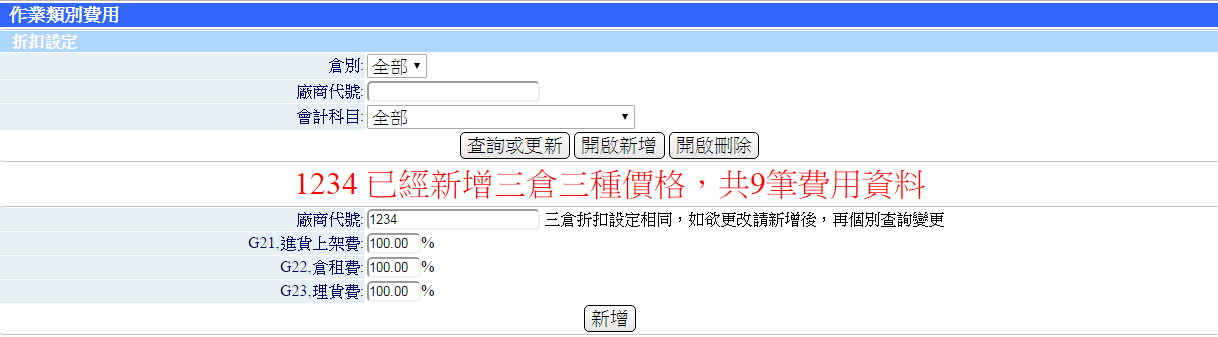 作業類別費用
折扣設定
倉別: 全部
廠商代號:
會計科目: 全部
查詢或更新 開啟新增 開啟刪除
1234 已經新增三倉三種價格，共9筆費用資料
廠商代號: 1234 三倉折扣設定相同，如欲更改請新增後，再個別查詢變更
G21,進貨上架費: 100.00 %
G22,倉租費: 100.00 %
G23,理貨費: 100.00 %
新增